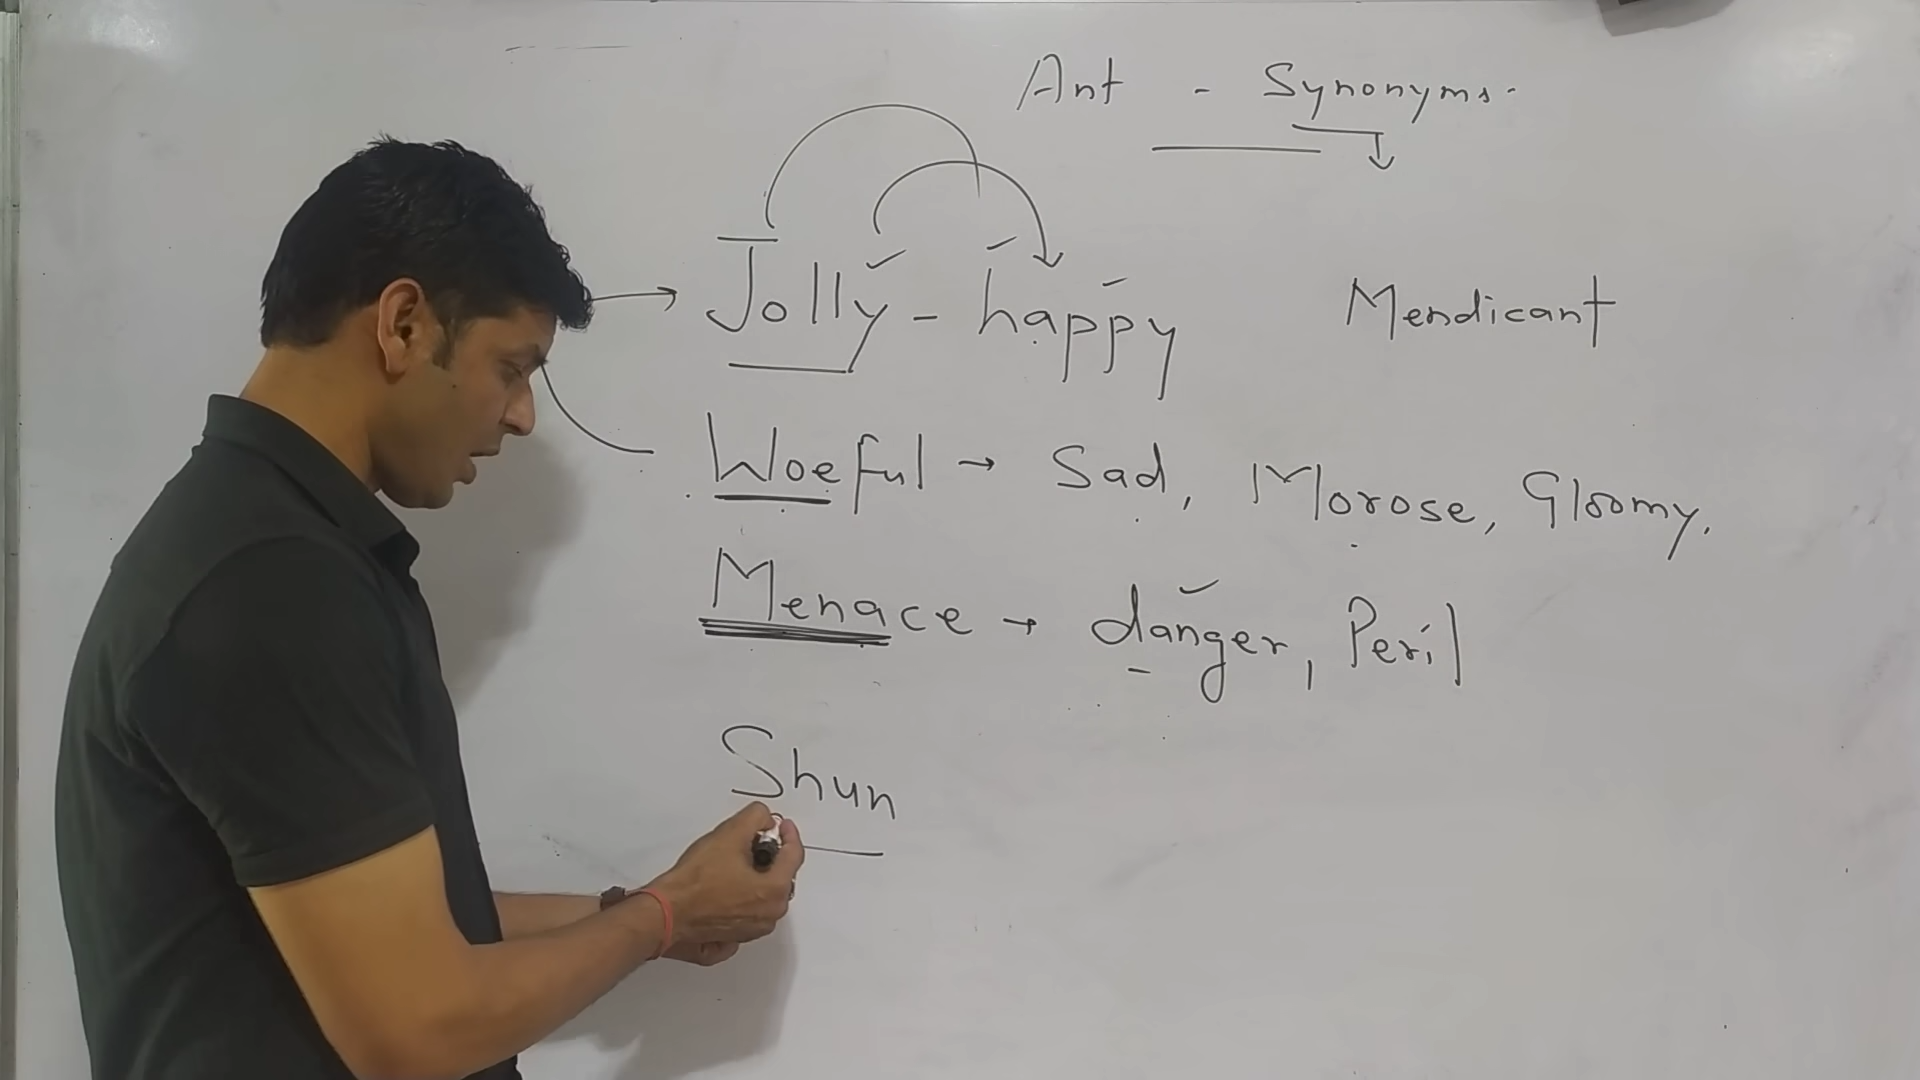 Ant - Synonyms.
Jolly - happy
Mendicant
Woeful → Sad, Morose, Gloomy.
Menace → danger, Peril
Shun